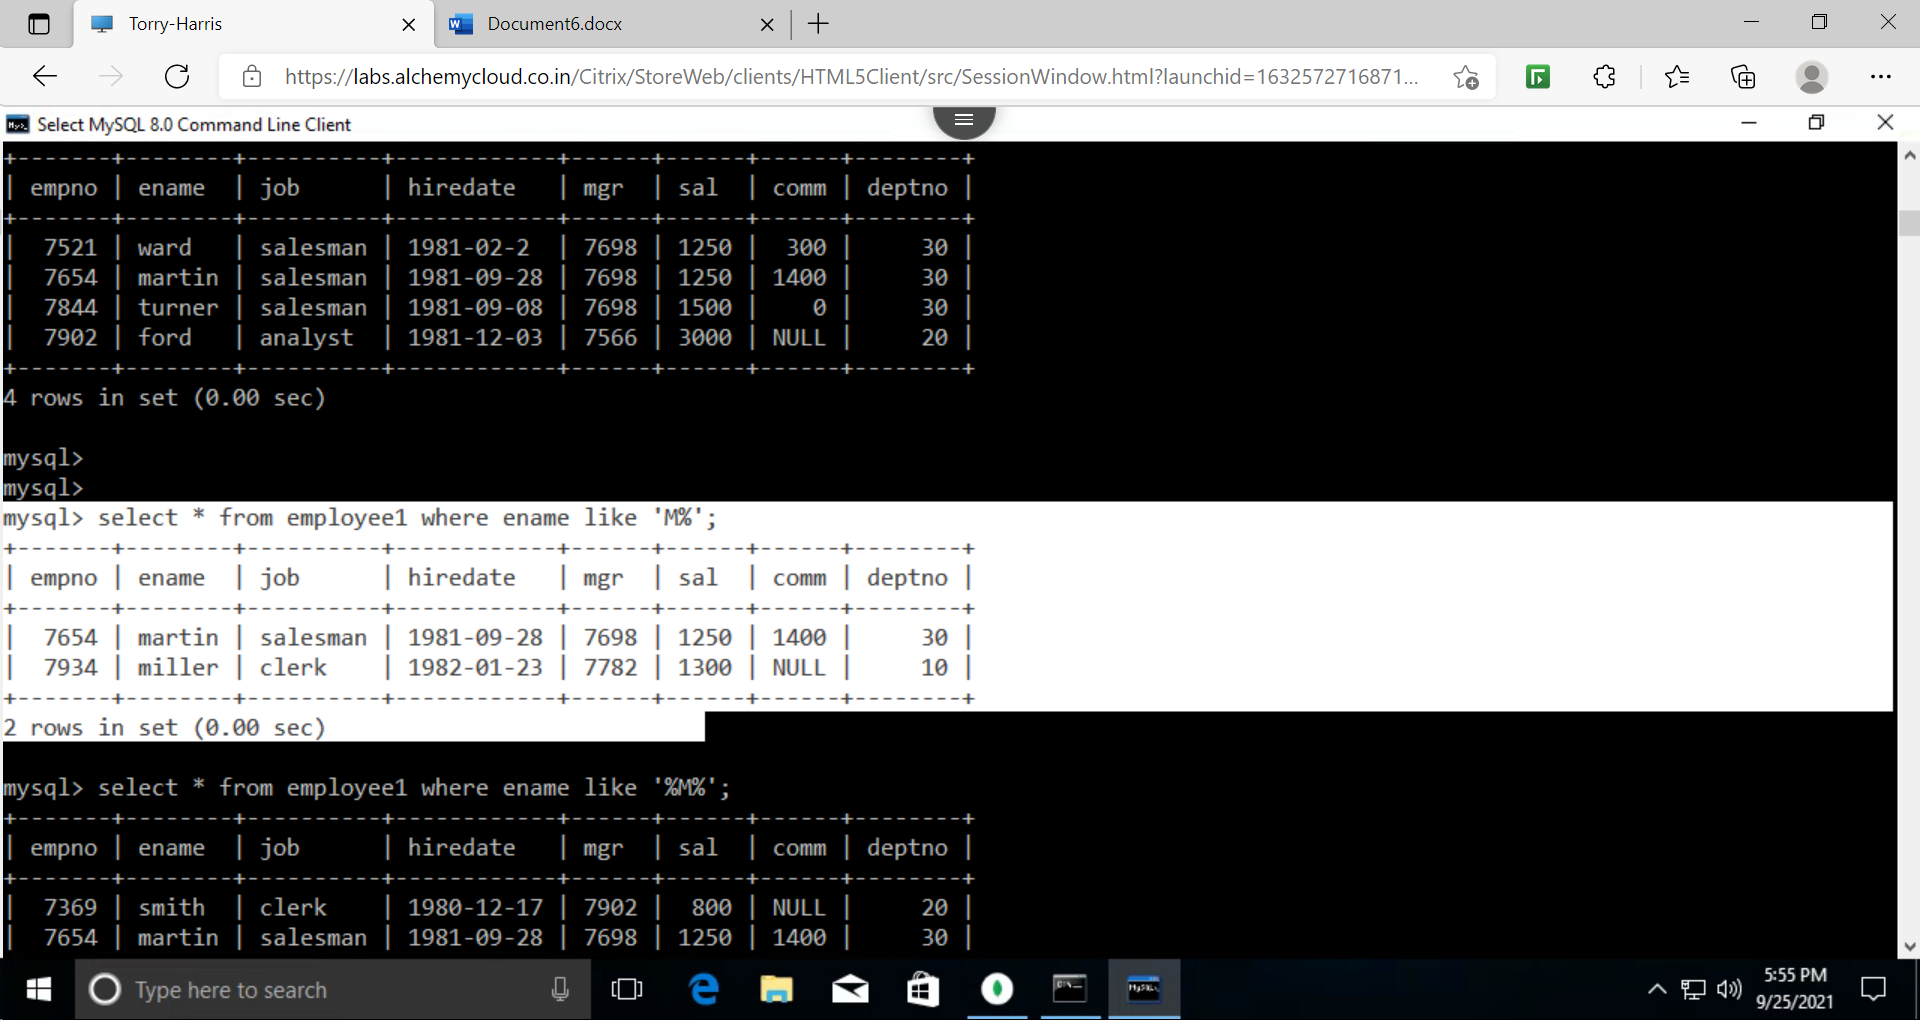 Torry-Harris
Document6.docx
https://labs.alchemycloud.co.in/Citrix/StoreWeb/clients/HTML5Client/src/SessionWindow.html?launchid=1632572716871...
Select MySQL 8.0 Command Line Client
+-------+--------+----------+------------+------+------+------+--------+
| empno | ename  | job      | hiredate   | mgr  | sal  | comm | deptno |
+-------+--------+----------+------------+------+------+------+--------+
|  7521 | ward   | salesman | 1981-02-2  | 7698 | 1250 |  300 |     30 |
|  7654 | martin | salesman | 1981-09-28 | 7698 | 1250 | 1400 |     30 |
|  7844 | turner | salesman | 1981-09-08 | 7698 | 1500 |    0 |     30 |
|  7902 | ford   | analyst  | 1981-12-03 | 7566 | 3000 | NULL |     20 |
+-------+--------+----------+------------+------+------+------+--------+
4 rows in set (0.00 sec)
mysql>
mysql>
mysql> select * from employee1 where ename like 'M%';
+-------+--------+----------+------------+------+------+------+--------+
| empno | ename  | job      | hiredate   | mgr  | sal  | comm | deptno |
+-------+--------+----------+------------+------+------+------+--------+
|  7654 | martin | salesman | 1981-09-28 | 7698 | 1250 | 1400 |     30 |
|  7934 | miller | clerk    | 1982-01-23 | 7782 | 1300 | NULL |     10 |
+-------+--------+----------+------------+------+------+------+--------+
2 rows in set (0.00 sec)
mysql> select * from employee1 where ename like '%M%';
+-------+--------+----------+------------+------+------+------+--------+
| empno | ename  | job      | hiredate   | mgr  | sal  | comm | deptno |
+-------+--------+----------+------------+------+------+------+--------+
|  7369 | smith  | clerk    | 1980-12-17 | 7902 |  800 | NULL |     20 |
|  7654 | martin | salesman | 1981-09-28 | 7698 | 1250 | 1400 |     30 |
Type here to search
5:55 PM
9/25/2021